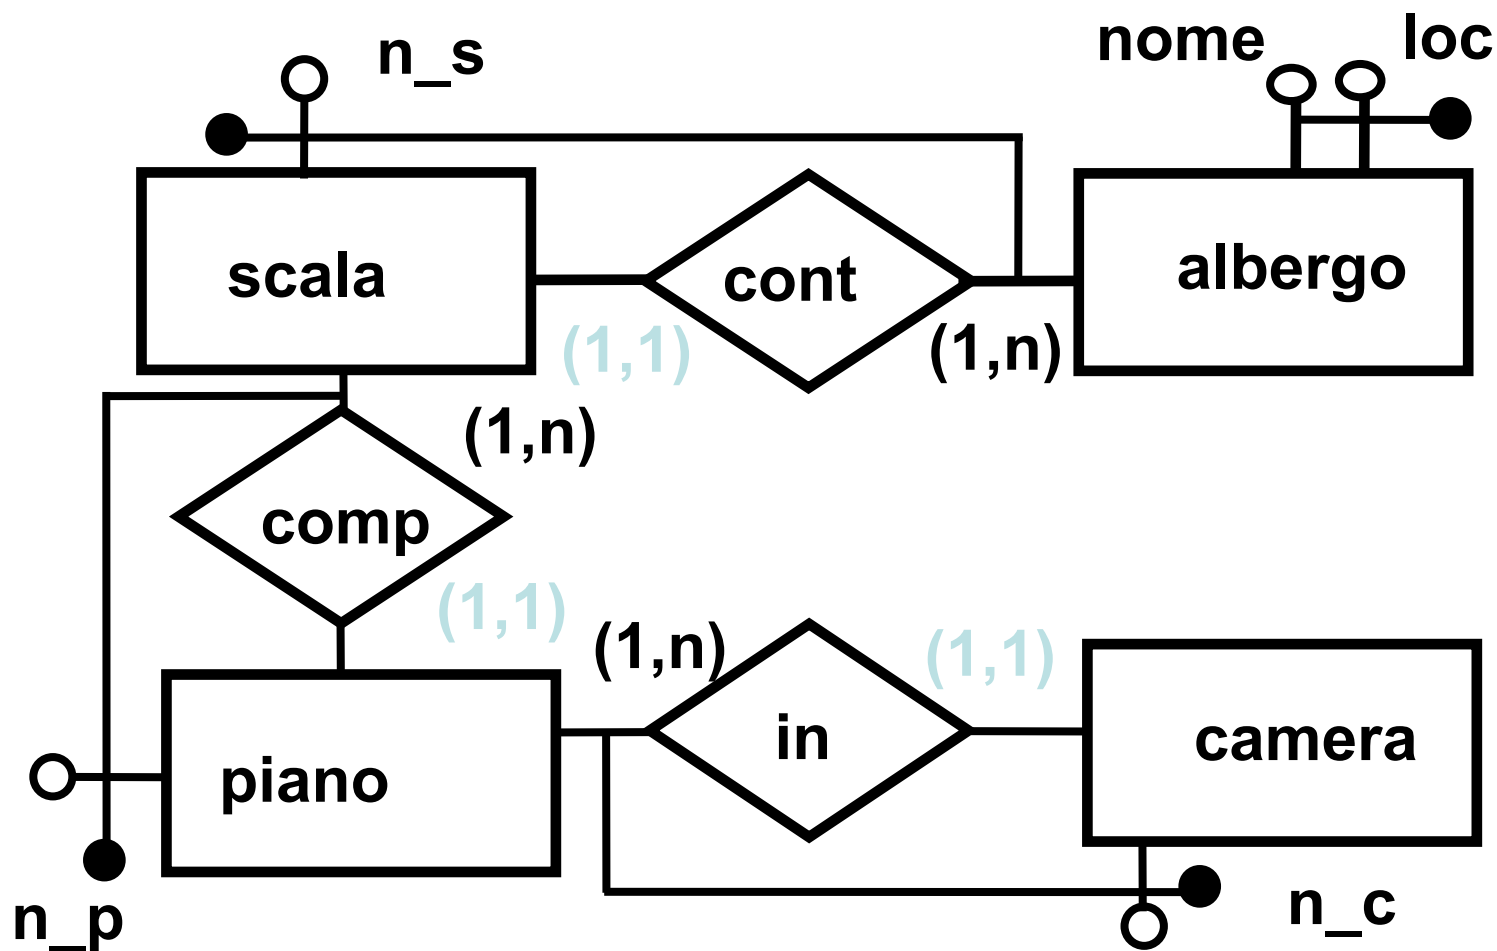 n_s
nome
loc
scala
cont
albergo
(1,1)
(1,n)
(1,n)
comp
(1,1)
(1,n)
(1,1)
piano
in
camera
n_p
n_c